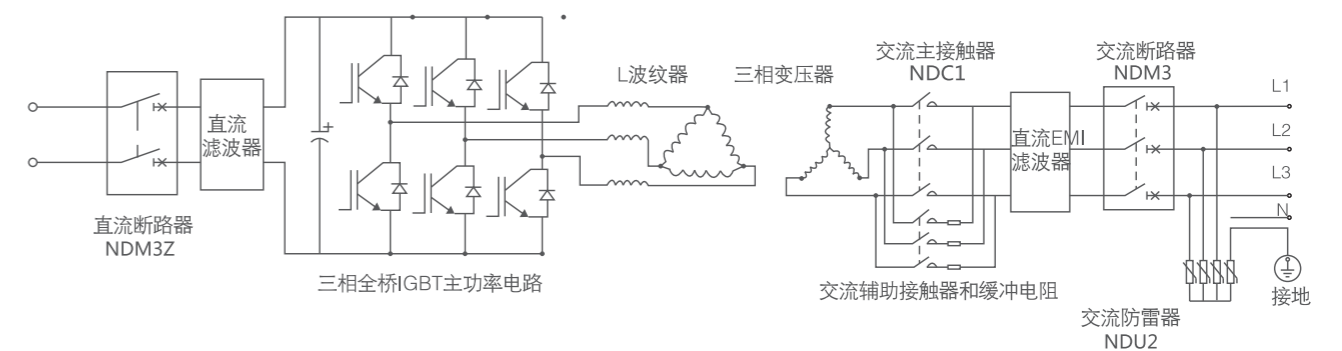 直流断路器
NDM3Z
直流
滤波器
+
三相全桥IGBT主功率电路
L波纹器
三相变压器
交流主接触器
NDC1
交流辅助接触器和缓冲电阻
直流EMI
滤波器
交流断路器
NDM3
L1
L2
L3
N
接地
交流防雷器
NDU2